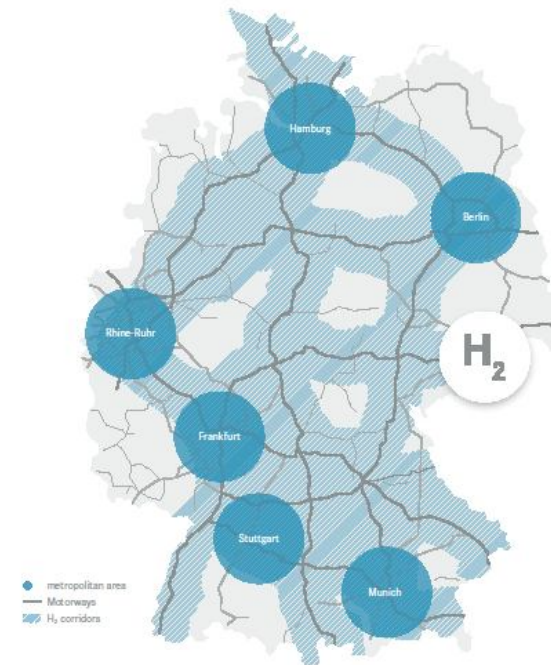 Hamburg
Berlin
Rhine-Ruhr
H₂
Frankfurt
Stuttgart
Munich
metropolitan area
Motorways
H₂ corridors